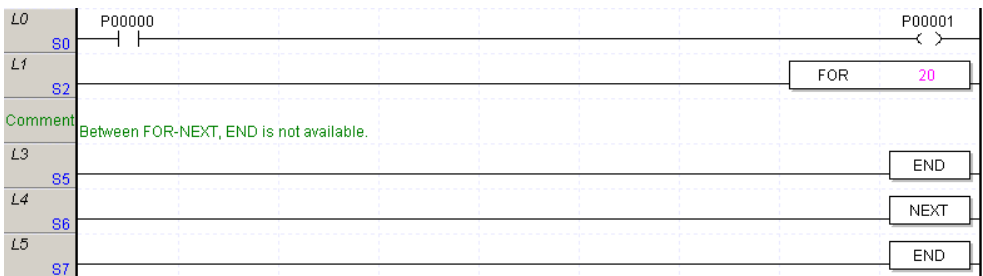 L0 P00000 P00001
S0
L1 FOR 20
S2
Comment Between FOR-NEXT, END is not available.
L3 END
S5
L4 NEXT
S6
L5 END
S7